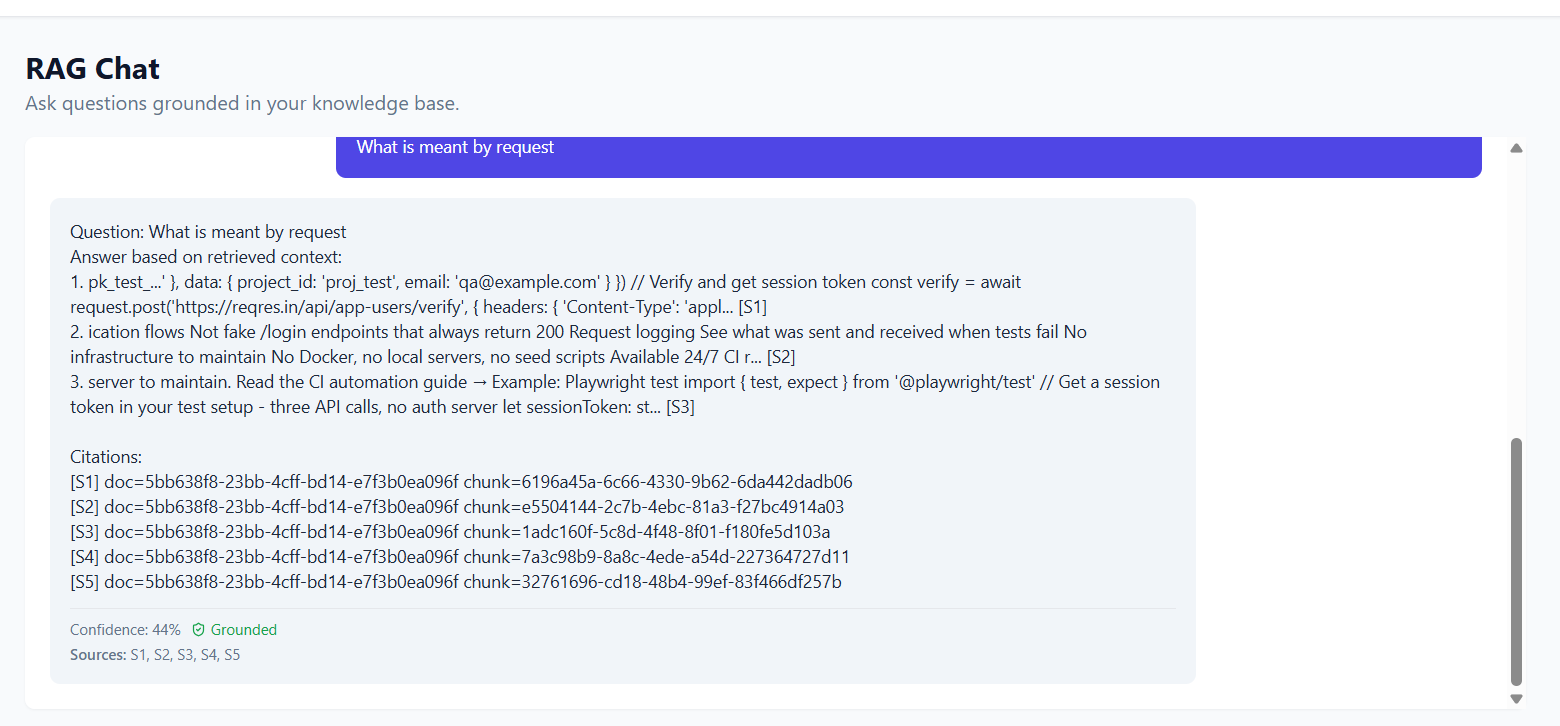 RAG Chat
Ask questions grounded in your knowledge base.
What is meant by request
Question: What is meant by request
Answer based on retrieved context:
1. pk_test_...' }, data: { project_id: 'proj_test', email: 'qa@example.com' } }) // Verify and get session token const verify = await
request.post('https://reqres.in/api/app-users/verify', { headers: { 'Content-Type': 'appl... [S1]
2. ication flows Not fake /login endpoints that always return 200 Request logging See what was sent and received when tests fail No
infrastructure to maintain No Docker, no local servers, no seed scripts Available 24/7 CI r... [S2]
3. server to maintain. Read the CI automation guide → Example: Playwright test import { test, expect } from '@playwright/test' // Get a session
token in your test setup - three API calls, no auth server let sessionToken: st... [S3]
Citations:
[S1] doc=5bb638f8-23bb-4cff-bd14-e7f3b0ea096f chunk=6196a45a-6c66-4330-9b62-6da442dadb06
[S2] doc=5bb638f8-23bb-4cff-bd14-e7f3b0ea096f chunk=e5504144-2c7b-4ebc-81a3-f27bc4914a03
[S3] doc=5bb638f8-23bb-4cff-bd14-e7f3b0ea096f chunk=1adc160f-5c8d-4f48-8f01-f180fe5d103a
[S4] doc=5bb638f8-23bb-4cff-bd14-e7f3b0ea096f chunk=7a3c98b9-8a8c-4ede-a54d-227364727d11
[S5] doc=5bb638f8-23bb-4cff-bd14-e7f3b0ea096f chunk=32761696-cd18-48b4-99ef-83f466df257b
Confidence: 44% Grounded
Sources: S1, S2, S3, S4, S5